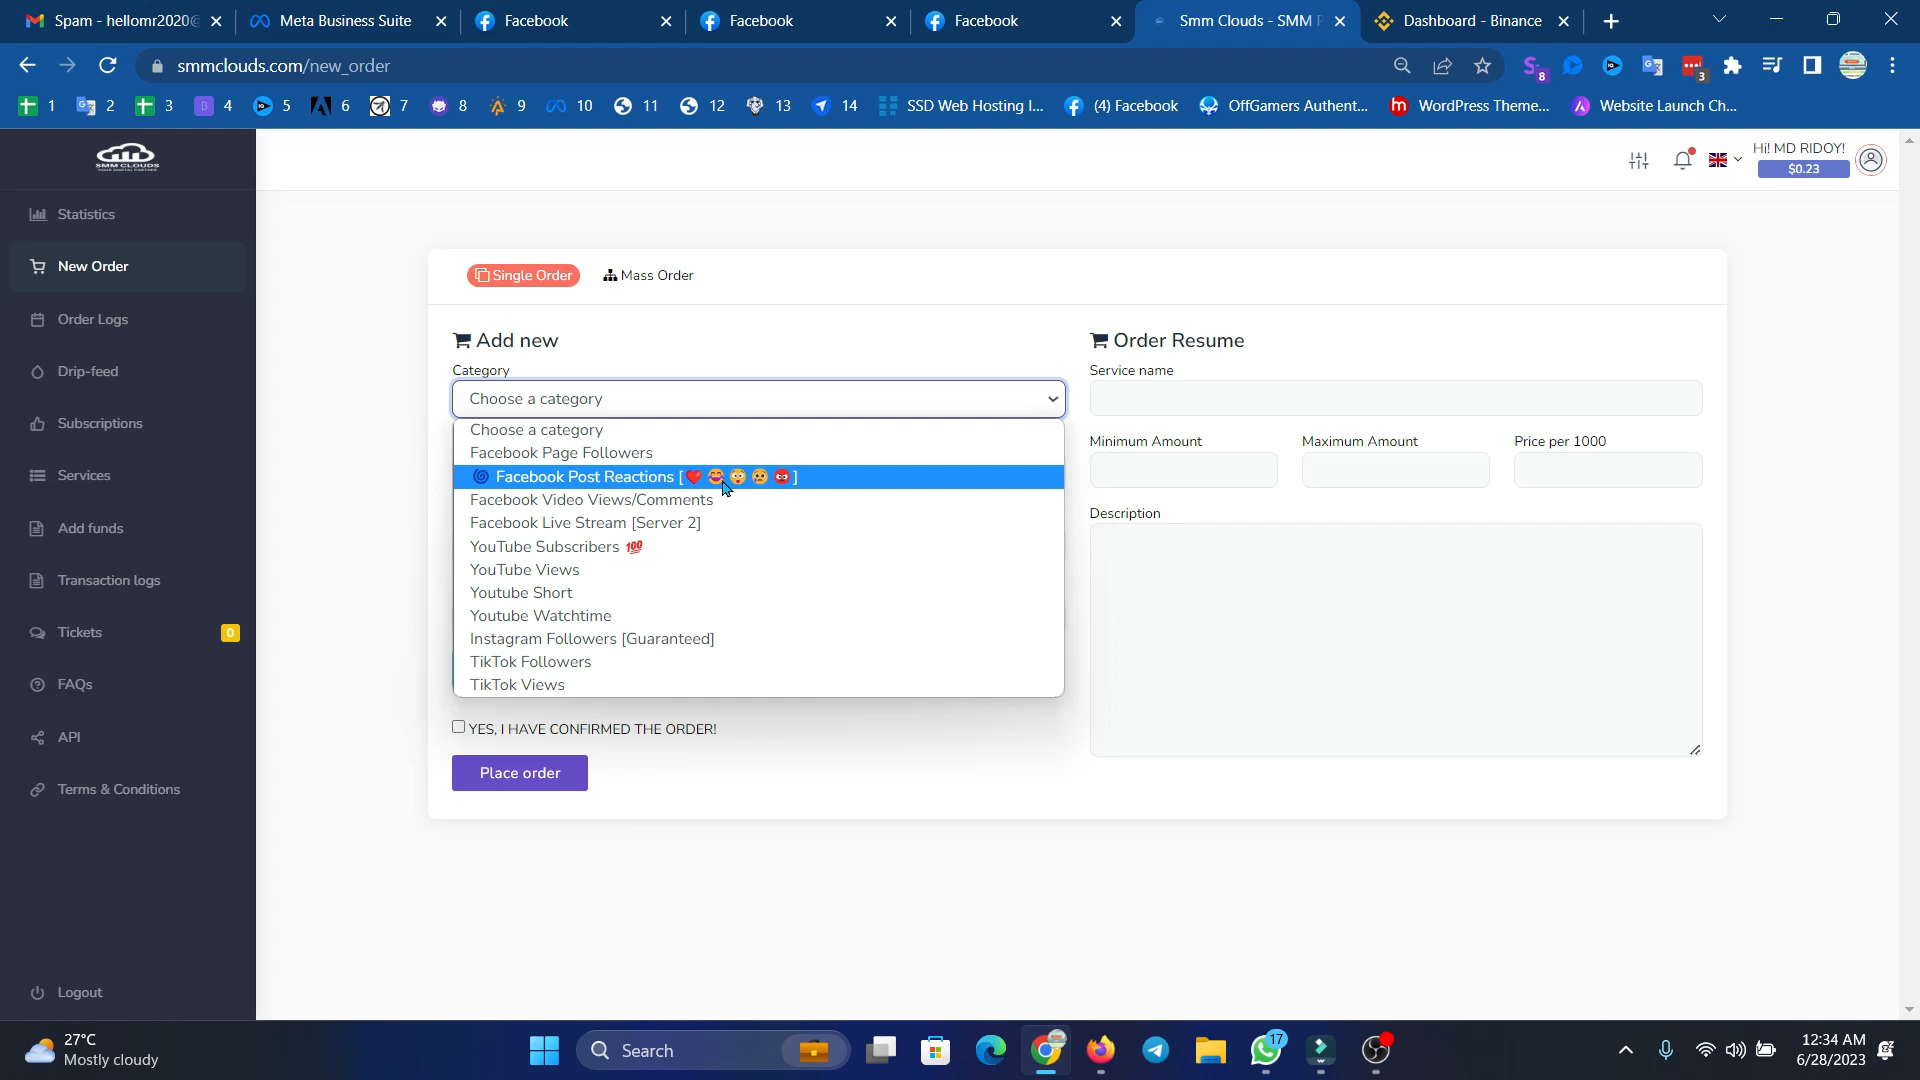 Spam - hellomr2020@
Meta Business Suite
Facebook
Facebook
Facebook
Smm Clouds - SMM P
Dashboard - Binance
smmclouds.com/new_order
8
3
1
2
3
4
5
6
7
8
9
10
11
12
13
14
SSD Web Hosting I...
(4) Facebook
OffGamers Authent...
WordPress Theme...
Website Launch Ch...
SMM CLOUDS
YOUR DIGITAL PARTNER
Hi! MD RIDOY!
$0.23
Statistics
New Order
Order Logs
Drip-feed
Subscriptions
Services
Add funds
Transaction logs
Tickets
0
FAQs
API
Terms & Conditions
Logout
Single Order
Mass Order
Add new
Category
Choose a category
Choose a category
Facebook Page Followers
🌀 Facebook Post Reactions [❤️ 😂 😲 😢 😡 ]
Facebook Video Views/Comments
Facebook Live Stream [Server 2]
YouTube Subscribers 💯
YouTube Views
Youtube Short
Youtube Watchtime
Instagram Followers [Guaranteed]
TikTok Followers
TikTok Views
YES, I HAVE CONFIRMED THE ORDER!
Place order
Order Resume
Service name
Minimum Amount
Maximum Amount
Price per 1000
Description
27°C
Mostly cloudy
Search
17
12:34 AM
6/28/2023